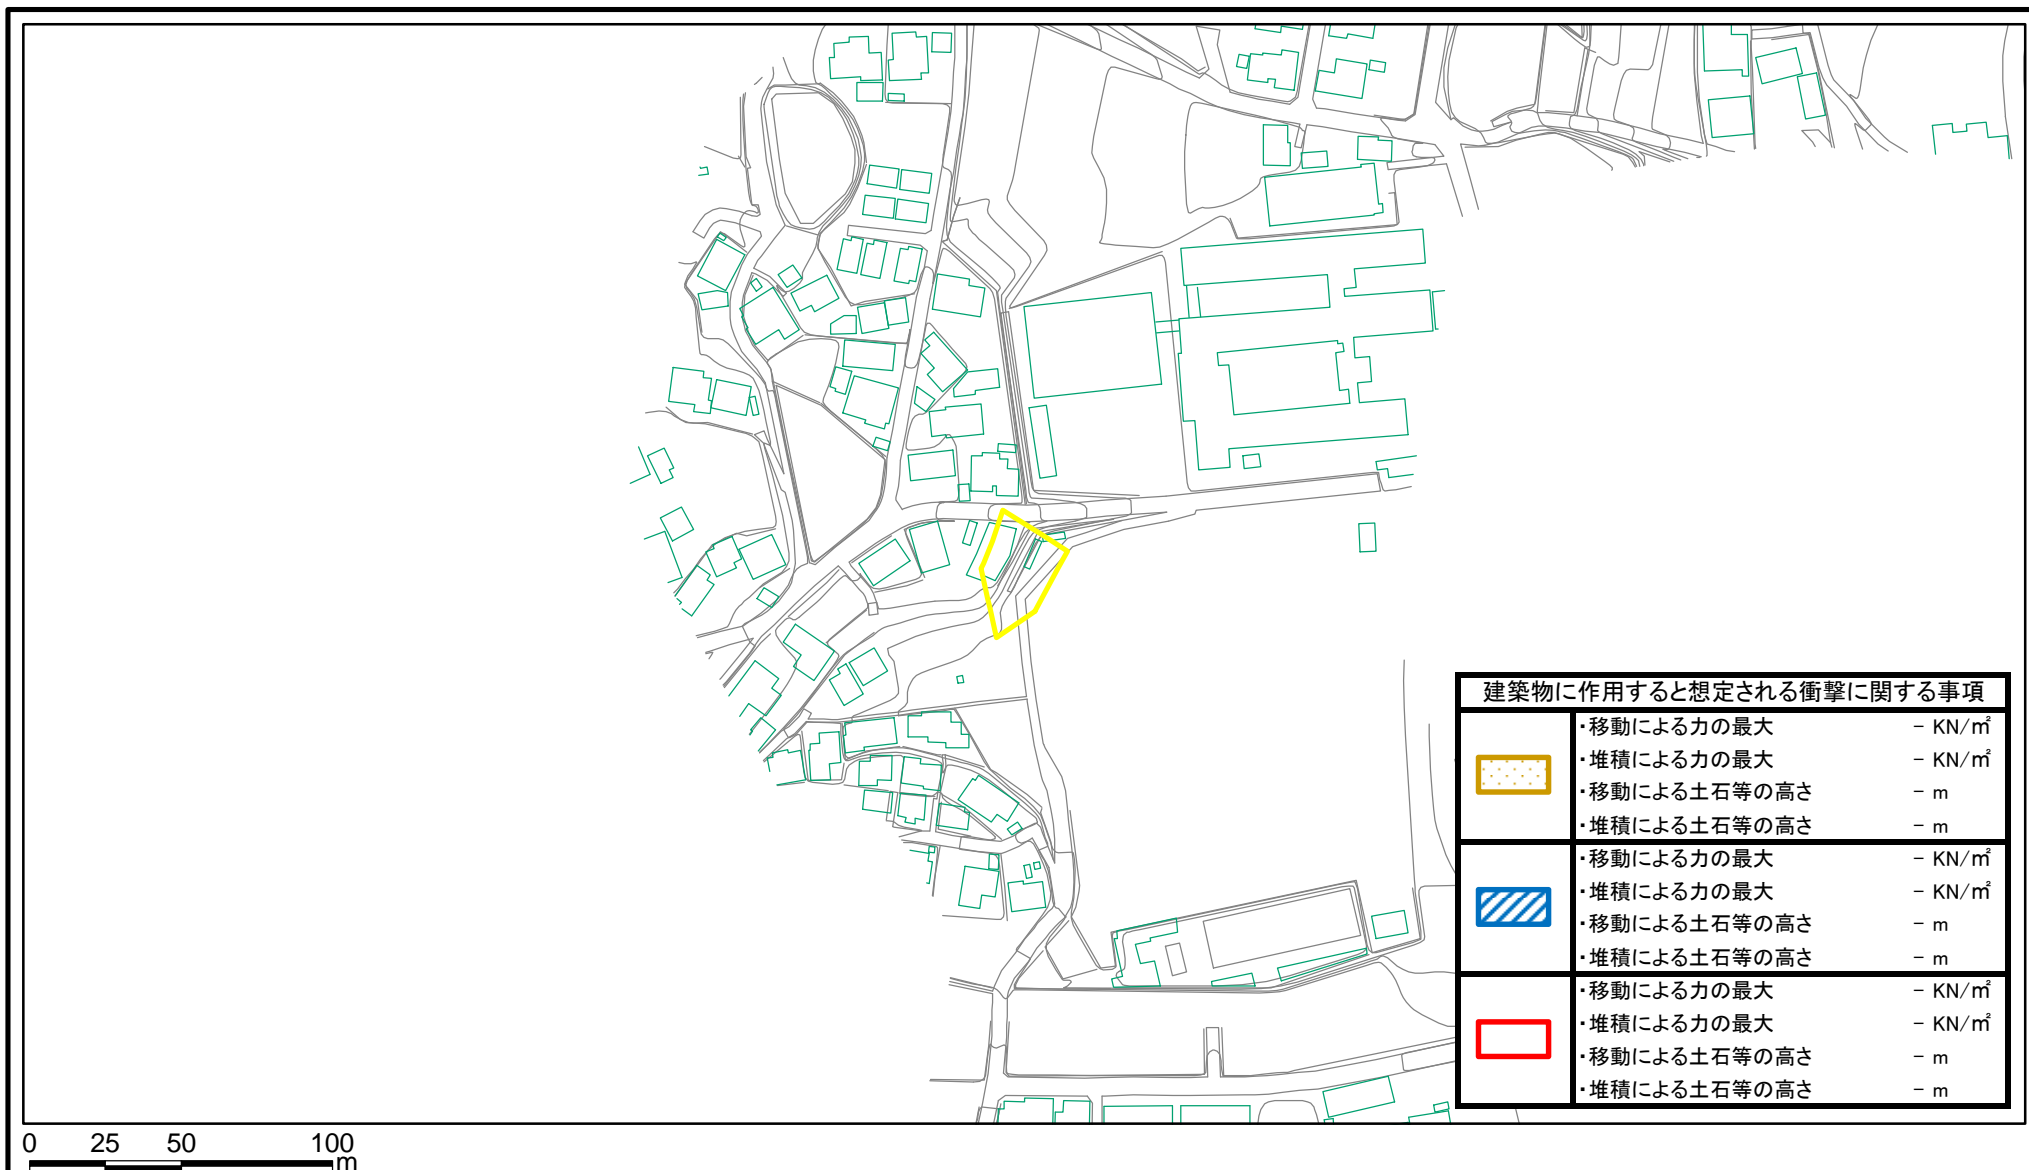 建築物に作用すると想定される衝撃に関する事項
・移動による力の最大 － KN/㎡
・堆積による力の最大 － KN/㎡
・移動による土石等の高さ － m
・堆積による土石等の高さ － m
・移動による力の最大 － KN/㎡
・堆積による力の最大 － KN/㎡
・移動による土石等の高さ － m
・堆積による土石等の高さ － m
・移動による力の最大 － KN/㎡
・堆積による力の最大 － KN/㎡
・移動による土石等の高さ － m
・堆積による土石等の高さ － m
0 25 50 100
m